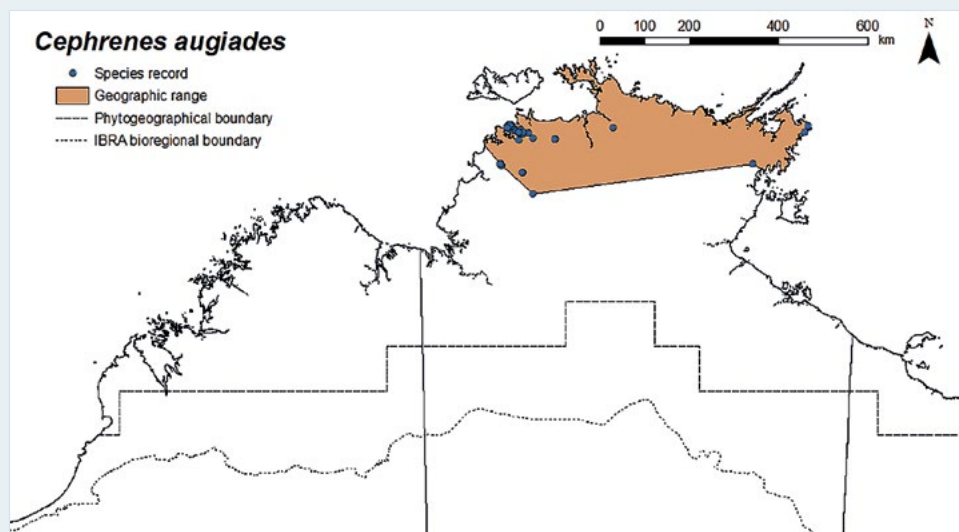 Cephrenes augiades
Species record
Geographic range
Phytogeographical boundary
IBRA bioregional boundary
0 100 200 400 600
km
N